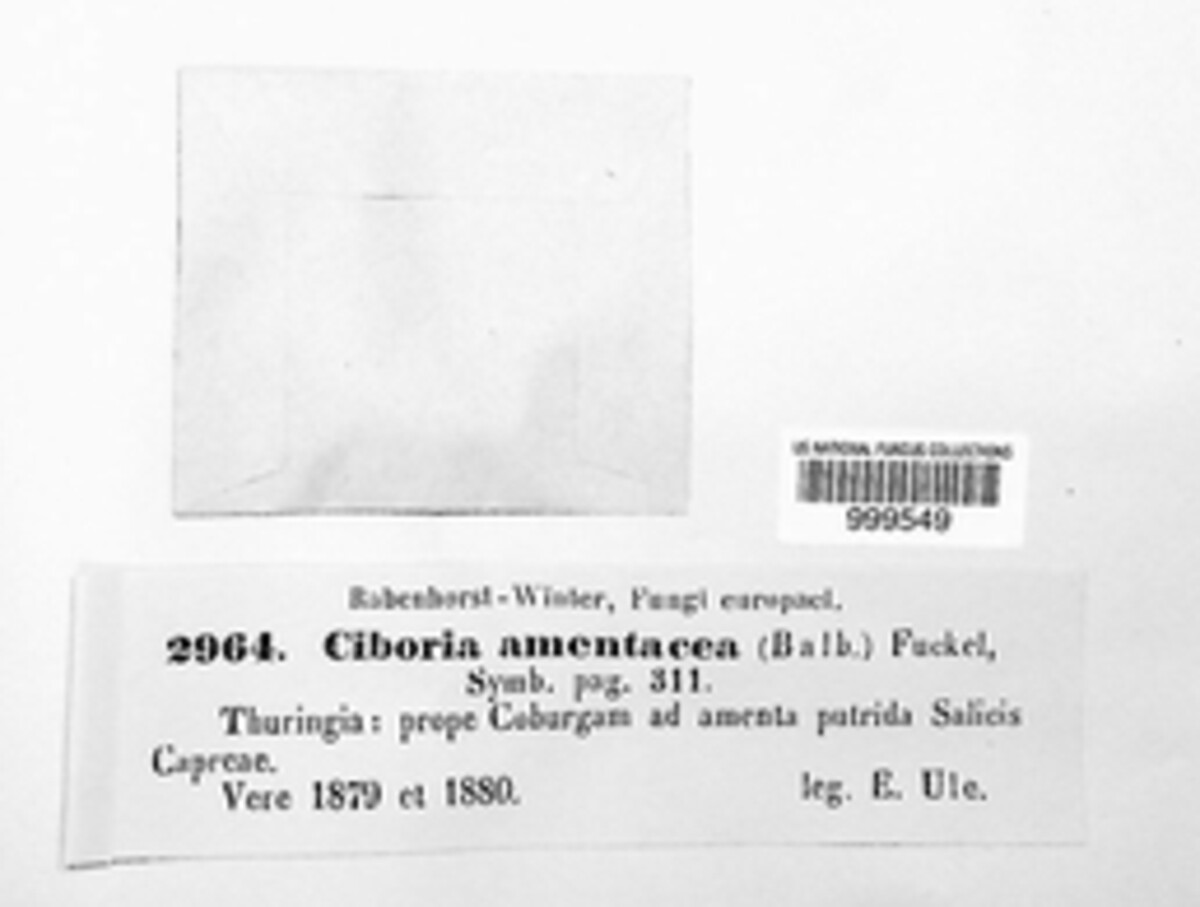 US NATIONAL FUNGUS COLLECTIONS
999549
Rabenhorst-Winter, Fungi europaei.
2964. Ciboria amentacea (Balb.) Fuckel,
Symb. pag. 311.
Thuringia: prope Coburgam ad amenta putrida Salicis
Capreae.
Vere 1879 et 1880. leg. E. Ule.